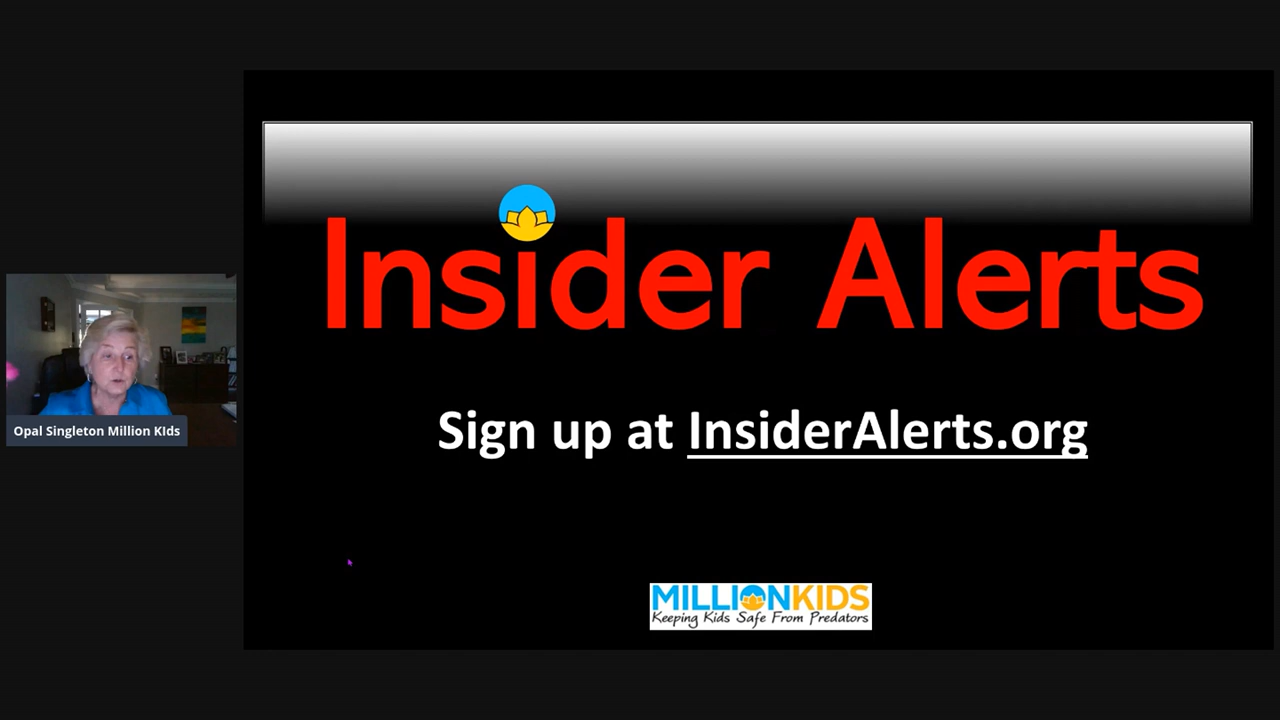 Insider Alerts
Sign up at InsiderAlerts.org
Opal Singleton Million KIds
MILLIONKIDS
Keeping Kids Safe From Predators